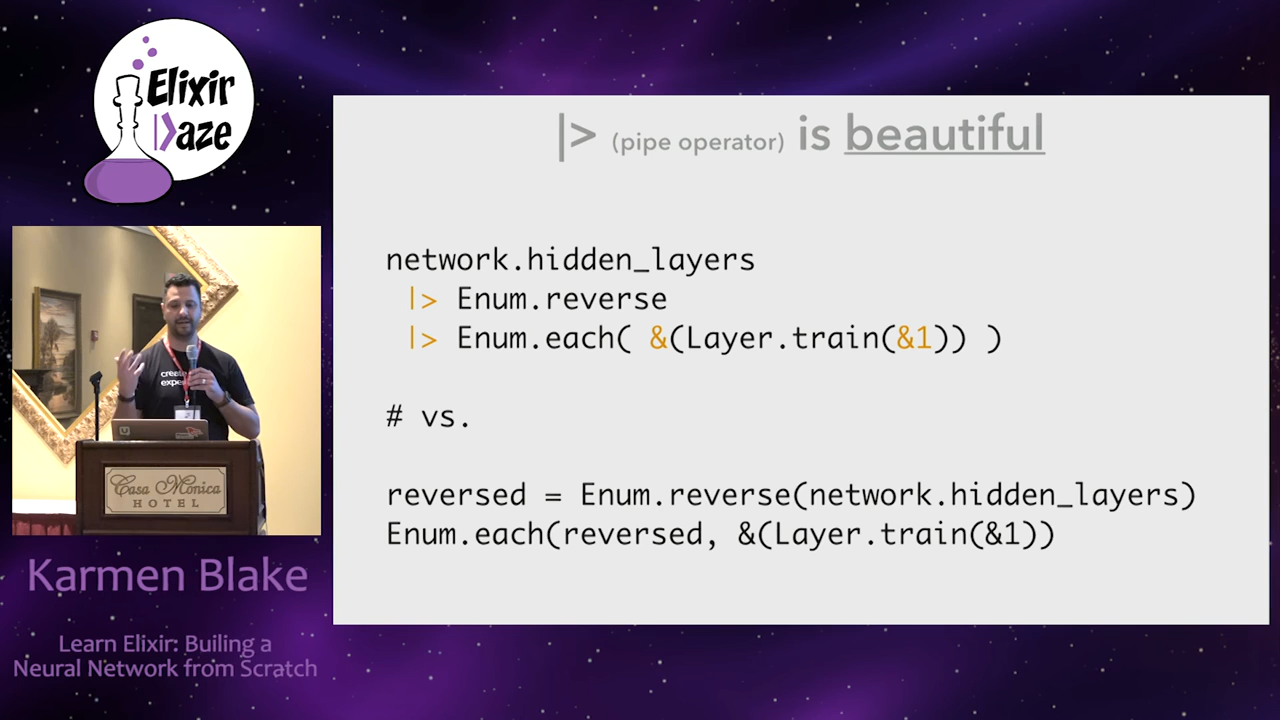 Elixir
|>aze
|> (pipe operator) is beautiful
network.hidden_layers
|> Enum.reverse
|> Enum.each( &(Layer.train(&1)) )
# vs.
reversed = Enum.reverse(network.hidden_layers)
Enum.each(reversed, &(Layer.train(&1))
Casa Monica
HOTEL
Karmen Blake
Learn Elixir: Builing a
Neural Network from Scratch